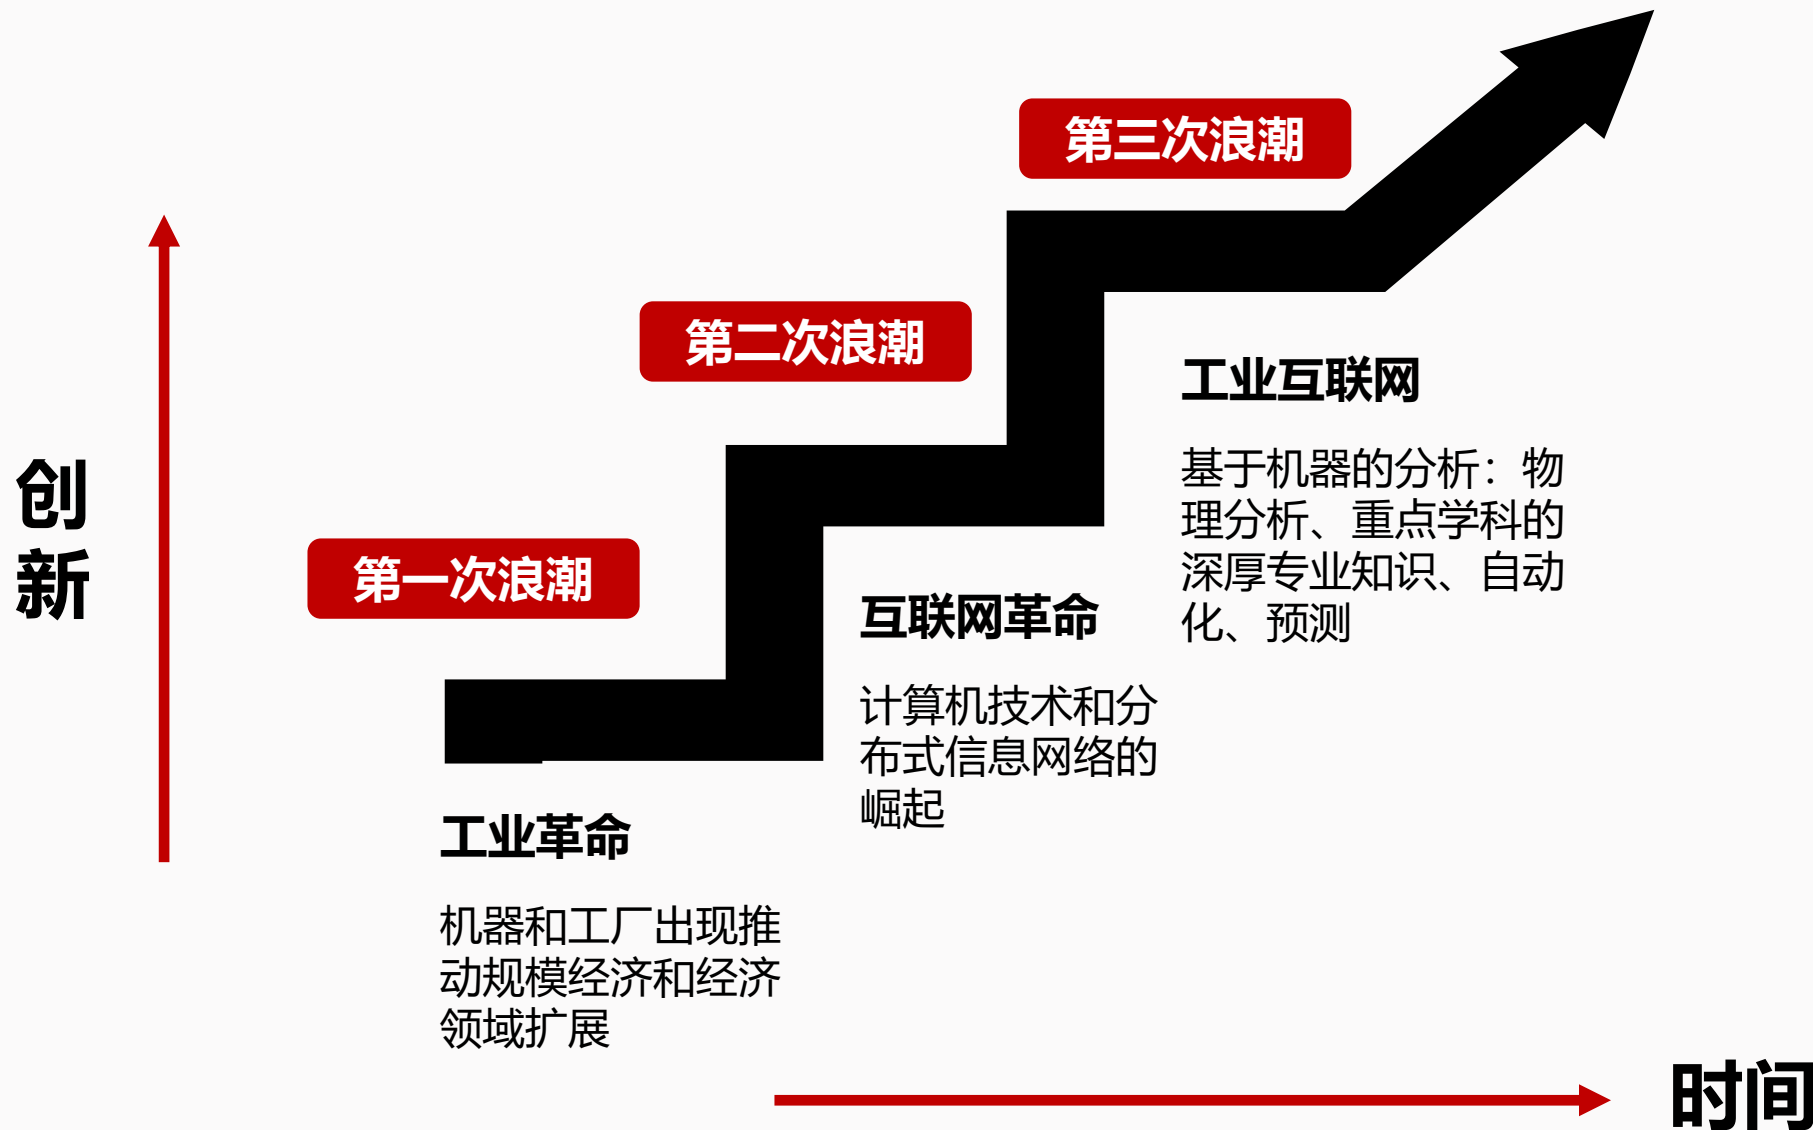 第三次浪潮
第二次浪潮
工业互联网
基于机器的分析：物
理分析、重点学科的
深厚专业知识、自动
化、预测
创
新
第一次浪潮
互联网革命
计算机技术和分
布式信息网络的
崛起
工业革命
机器和工厂出现推
动规模经济和经济
领域扩展
时间